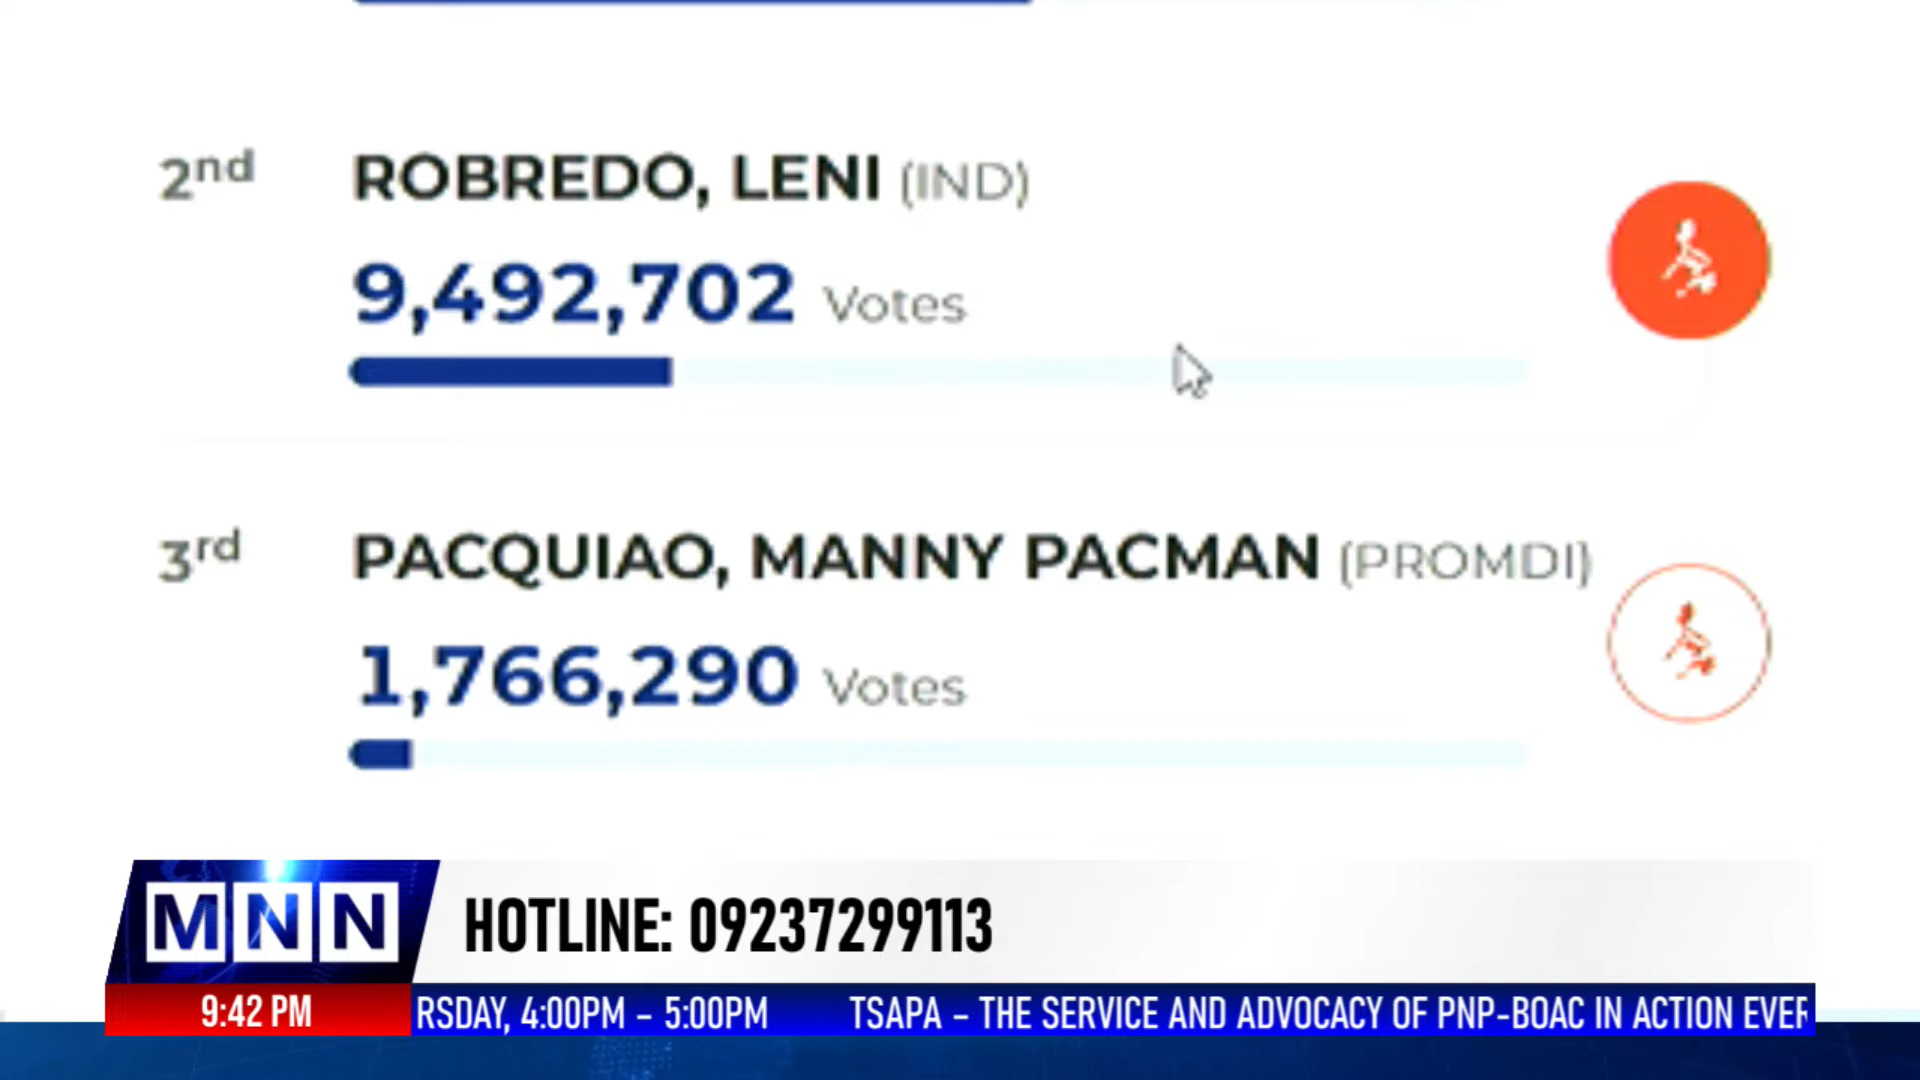 2nd ROBREDO, LENI (IND)
9,492,702 Votes
3rd PACQUIAO, MANNY PACMAN (PROMDI)
1,766,290 Votes
MNN HOTLINE: 09237299113
9:42 PM RSDAY, 4:00PM – 5:00PM TSAPA – THE SERVICE AND ADVOCACY OF PNP-BOAC IN ACTION EVER